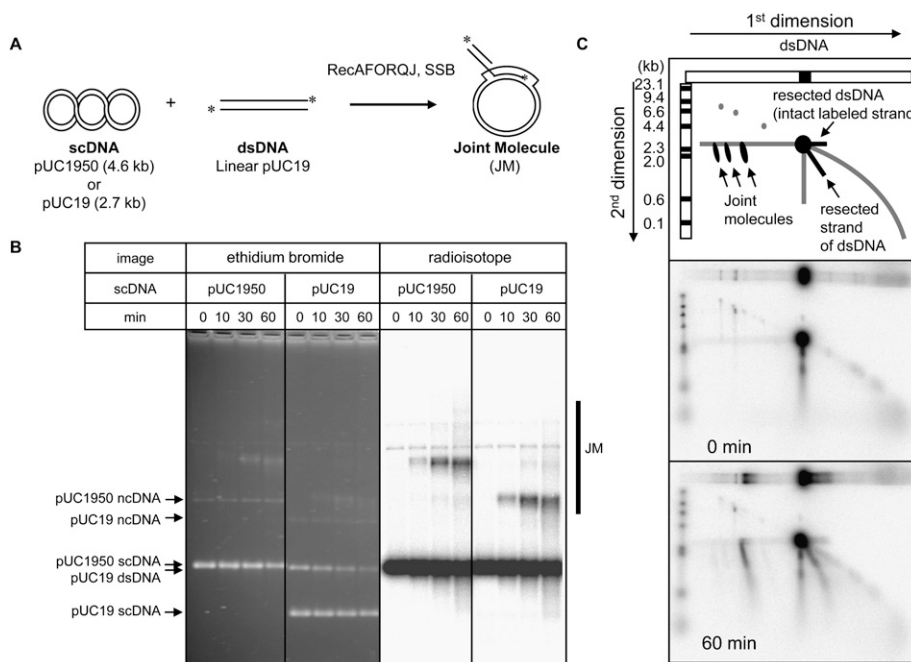 A
scDNA
pUC1950 (4.6 kb)
or
pUC19 (2.7 kb)
+
*
*
dsDNA
Linear pUC19
RecAFORQJ, SSB
*
*
Joint Molecule
(JM)
B
image ethidium bromide radioisotope
scDNA pUC1950 pUC19 pUC1950 pUC19
min 0 10 30 60 0 10 30 60 0 10 30 60 0 10 30 60
JM
pUC1950 ncDNA
pUC19 ncDNA
pUC1950 scDNA
pUC19 dsDNA
pUC19 scDNA
C
1st dimension
dsDNA
(kb)
23.1
9.4
6.6
4.4
2.3
2.0
0.6
0.1
2nd dimension
resected dsDNA
(intact labeled strand)
Joint
molecules
resected
strand
of dsDNA
0 min
60 min